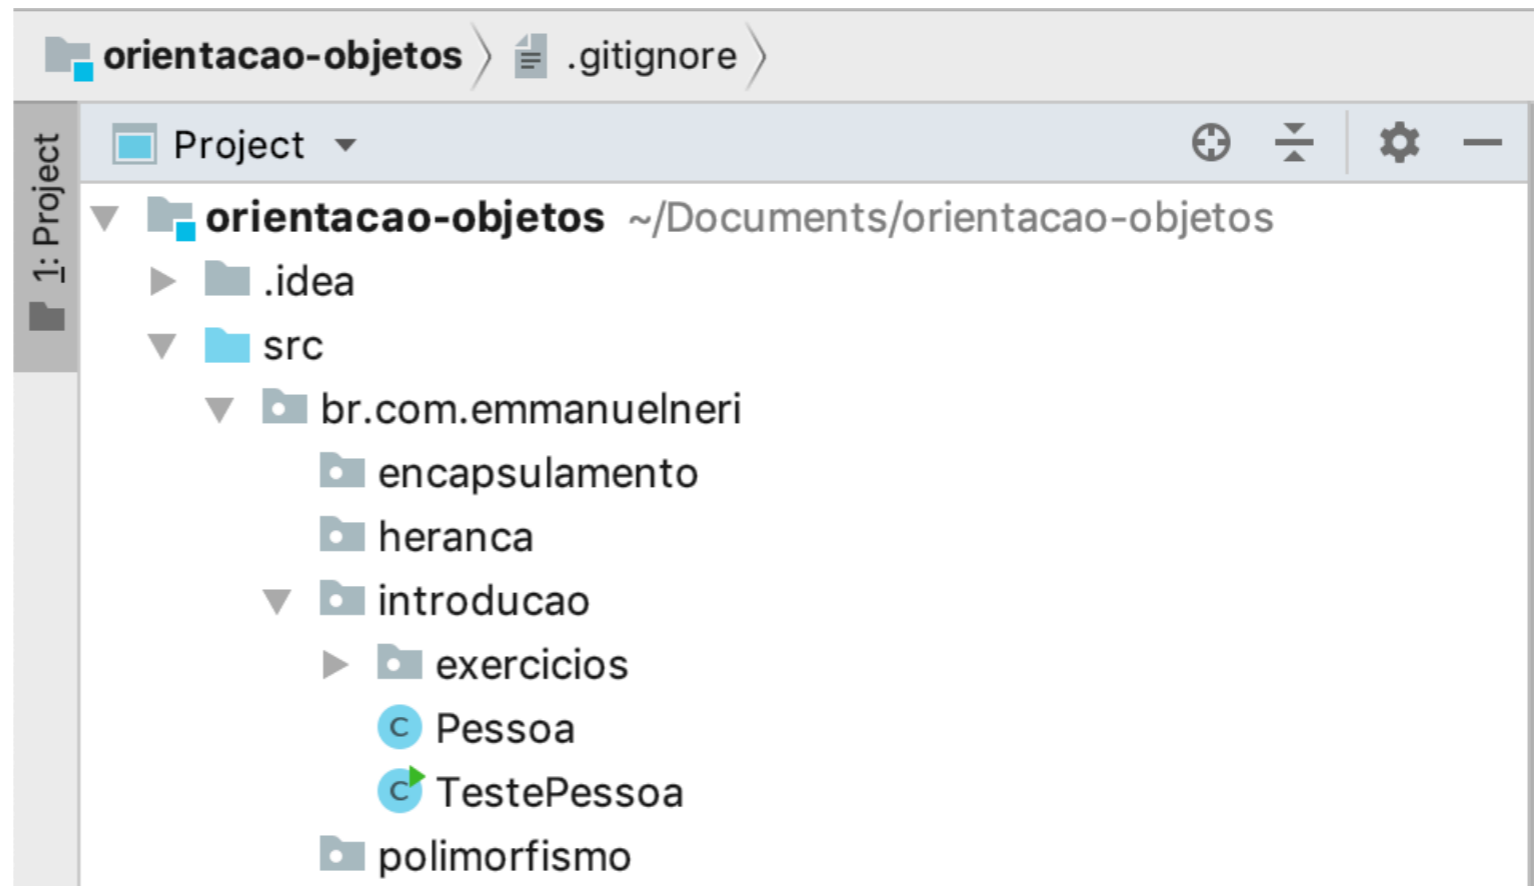 orientacao-objetos .gitignore
1: Project
Project
orientacao-objetos ~/Documents/orientacao-objetos
.idea
src
br.com.emmanuelneri
encapsulamento
heranca
introducao
exercicios
C Pessoa
C TestePessoa
polimorfismo